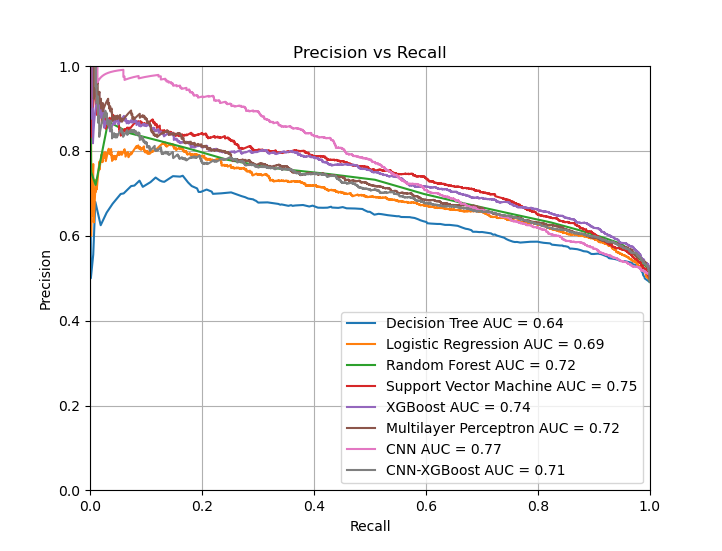 Precision vs Recall
1.0
0.8
0.6
0.4
0.2
0.0
Precision
Decision Tree AUC = 0.64
Logistic Regression AUC = 0.69
Random Forest AUC = 0.72
Support Vector Machine AUC = 0.75
XGBoost AUC = 0.74
Multilayer Perceptron AUC = 0.72
CNN AUC = 0.77
CNN-XGBoost AUC = 0.71
0.0 0.2 0.4 0.6 0.8 1.0
Recall